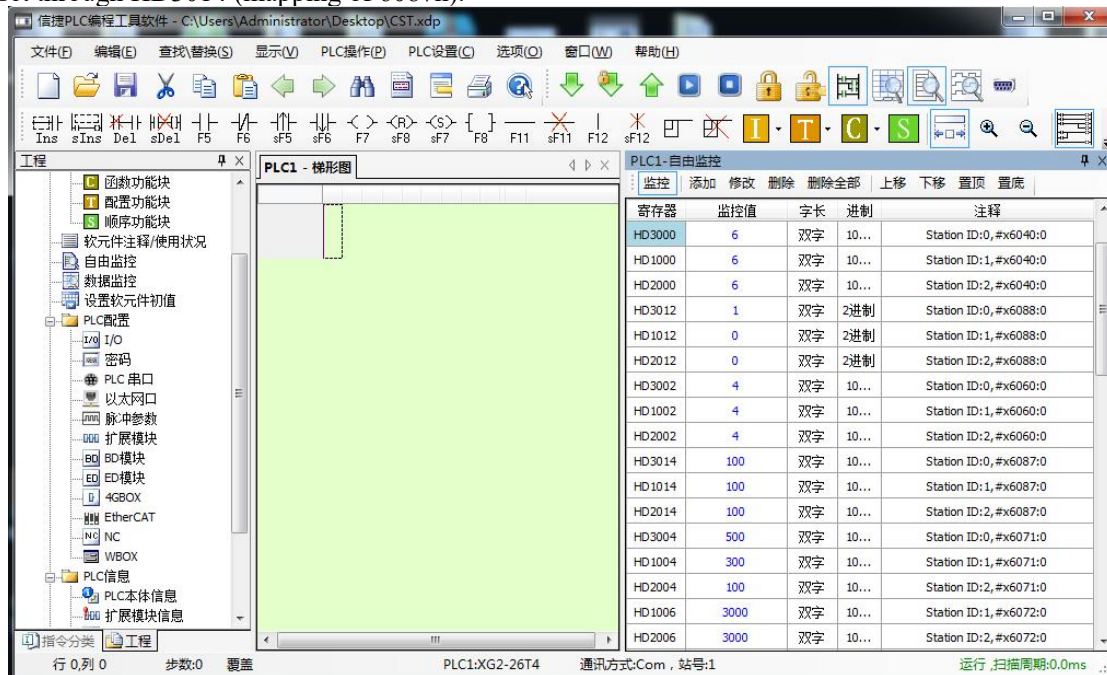 信捷PLC编程工具软件 - C:\Users\Administrator\Desktop\CST.xdp
文件(F) 编辑(E) 查找\替换(S) 显示(V) PLC操作(P) PLC设置(C) 选项(O) 窗口(W) 帮助(H)
Ins sIns Del sDel F5 F6 sF5 sF6 F7 sF8 sF7 F8 F11 sF11 F12 sF12 I T C S
工程
函数功能块
配置功能块
顺序功能块
软元件注释/使用状况
自由监控
数据监控
设置软元件初值
PLC配置
I/O I/O
密码
PLC 串口
以太网口
脉冲参数
扩展模块
BD BD模块
ED ED模块
4GBOX
EtherCAT
NC NC
WBOX
PLC信息
PLC本体信息
扩展模块信息
指令分类 工程
PLC1 - 梯形图
PLC1-自由监控
监控 添加 修改 删除 删除全部 上移 下移 置顶 置底
寄存器 监控值 字长 进制 注释
HD3000 6 双字 10... Station ID:0,#x6040:0
HD1000 6 双字 10... Station ID:1,#x6040:0
HD2000 6 双字 10... Station ID:2,#x6040:0
HD3012 1 双字 2进制 Station ID:0,#x6088:0
HD1012 0 双字 2进制 Station ID:1,#x6088:0
HD2012 0 双字 2进制 Station ID:2,#x6088:0
HD3002 4 双字 10... Station ID:0,#x6060:0
HD1002 4 双字 10... Station ID:1,#x6060:0
HD2002 4 双字 10... Station ID:2,#x6060:0
HD3014 100 双字 10... Station ID:0,#x6087:0
HD1014 100 双字 10... Station ID:1,#x6087:0
HD2014 100 双字 10... Station ID:2,#x6087:0
HD3004 500 双字 10... Station ID:0,#x6071:0
HD1004 300 双字 10... Station ID:1,#x6071:0
HD2004 100 双字 10... Station ID:2,#x6071:0
HD1006 3000 双字 10... Station ID:1,#x6072:0
HD2006 3000 双字 10... Station ID:2,#x6072:0
行 0,列 0 步数:0 覆盖 PLC1:XG2-26T4 通讯方式:Com , 站号:1 运行 ,扫描周期:0.0ms